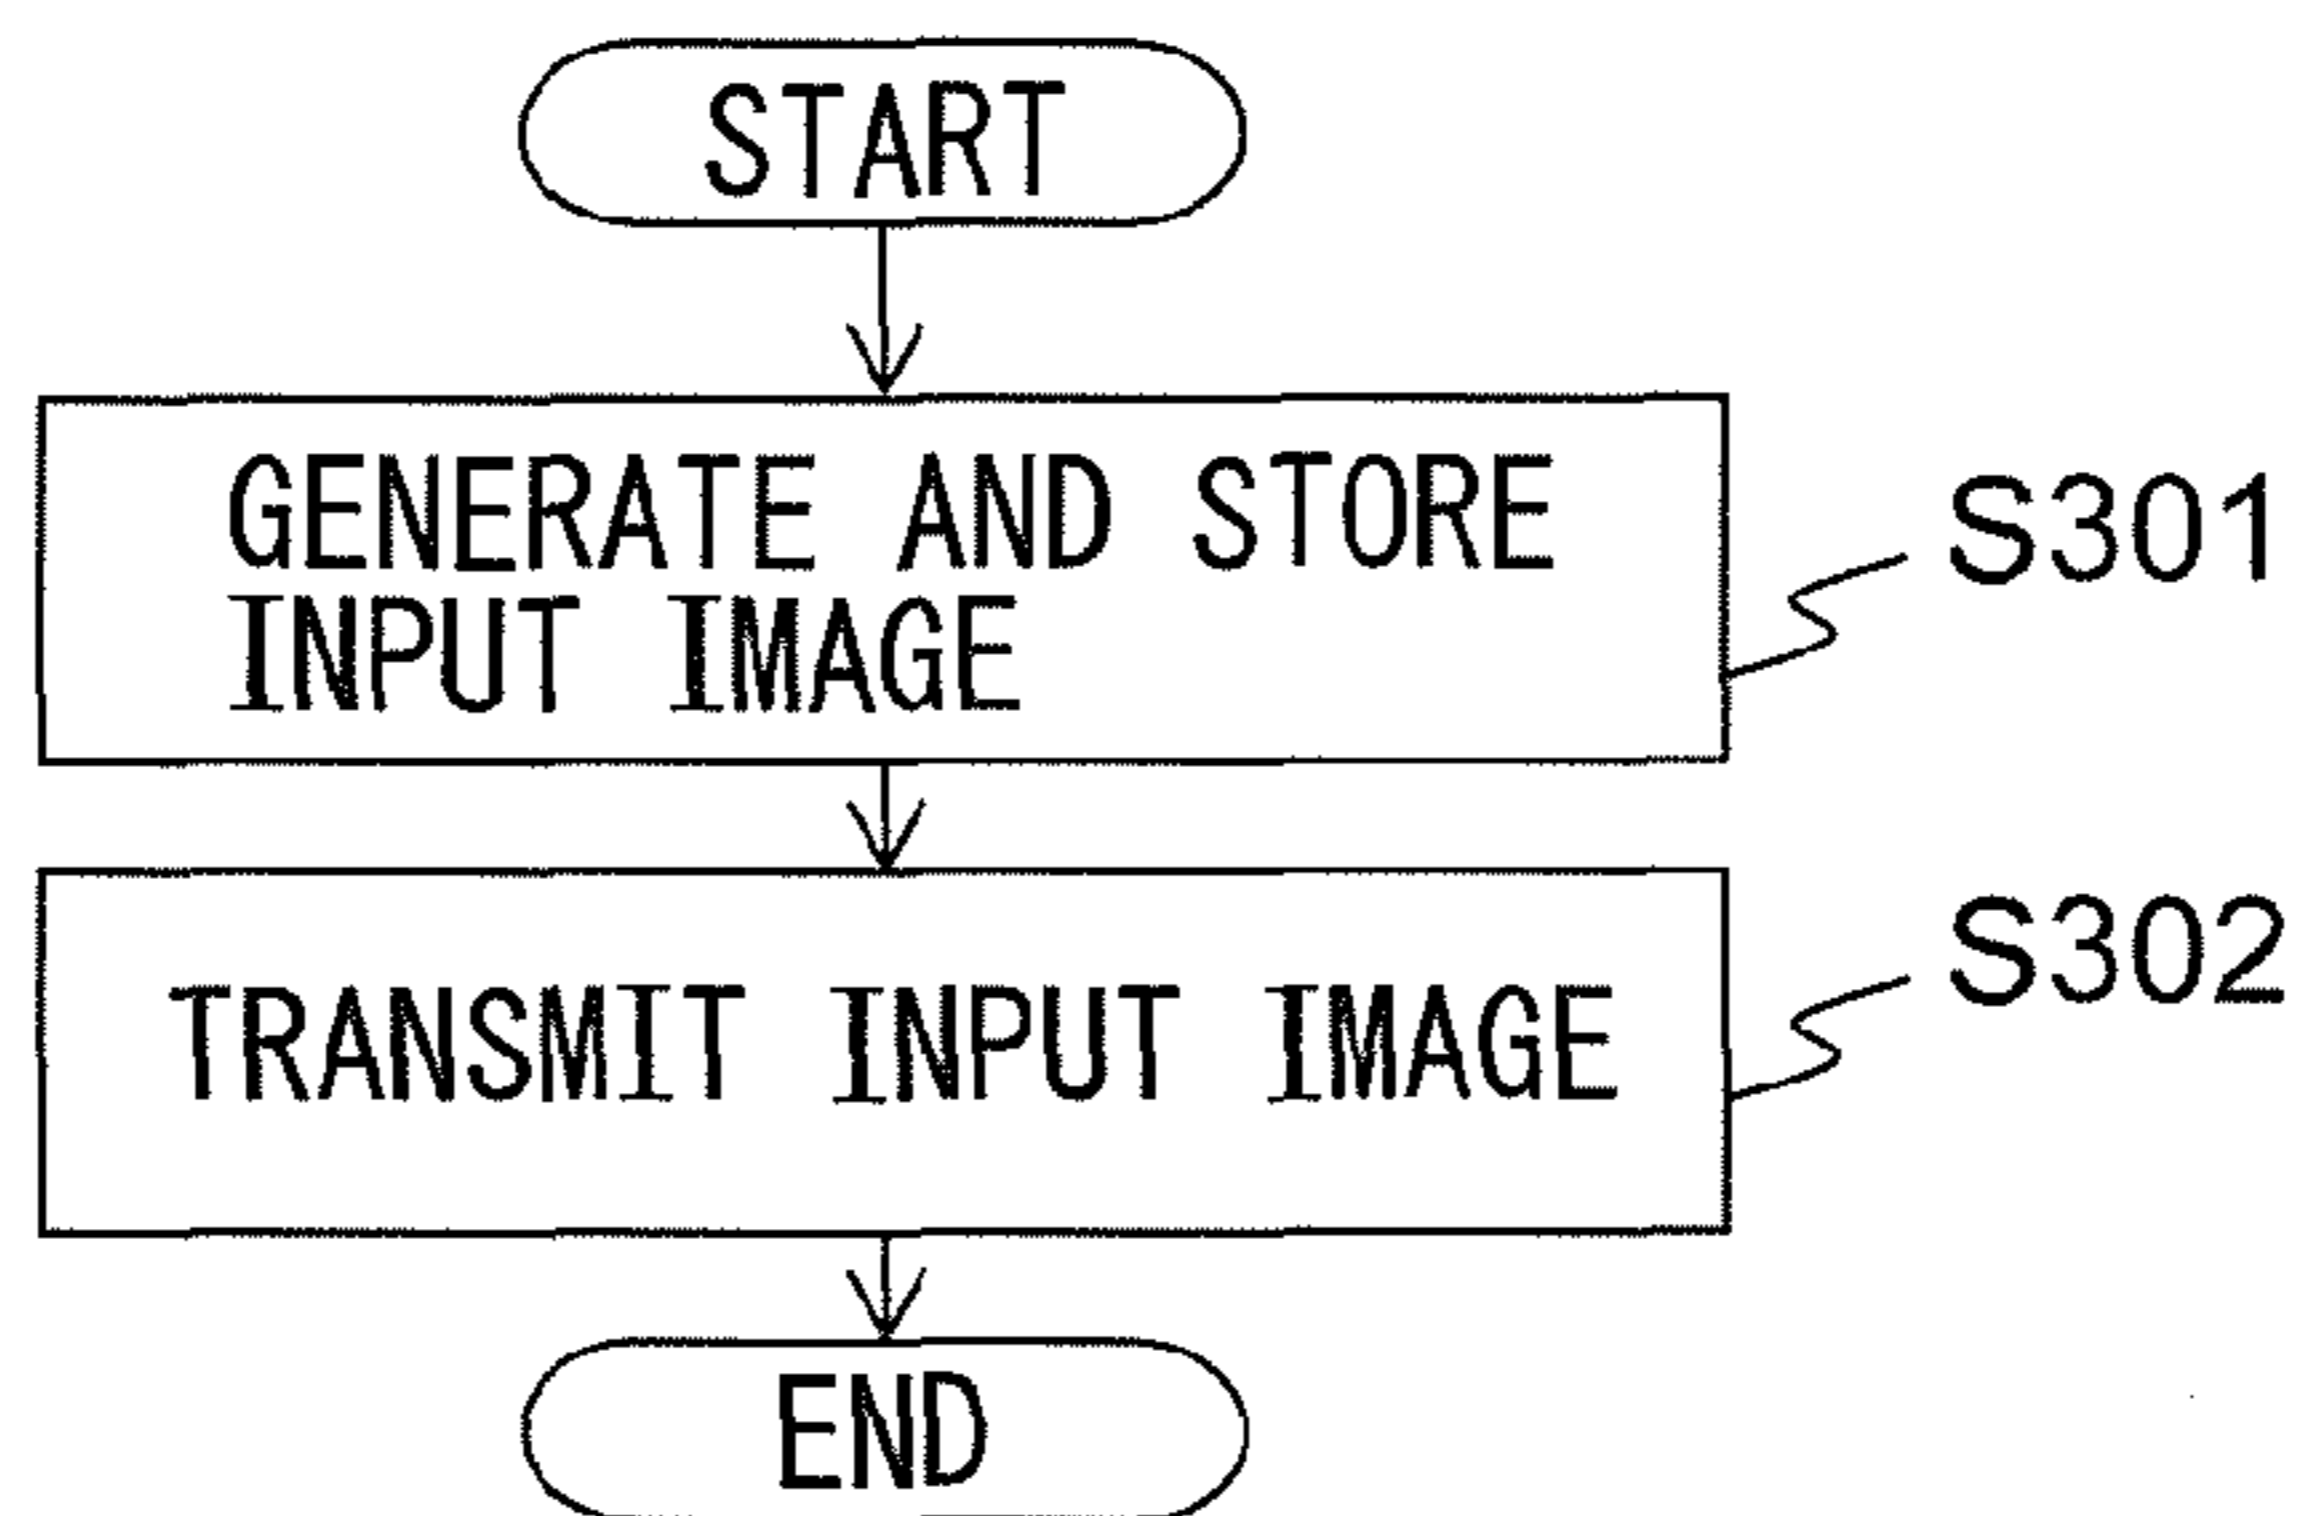 START
GENERATE AND STORE
INPUT IMAGE
S301
TRANSMIT INPUT IMAGE
S302
END